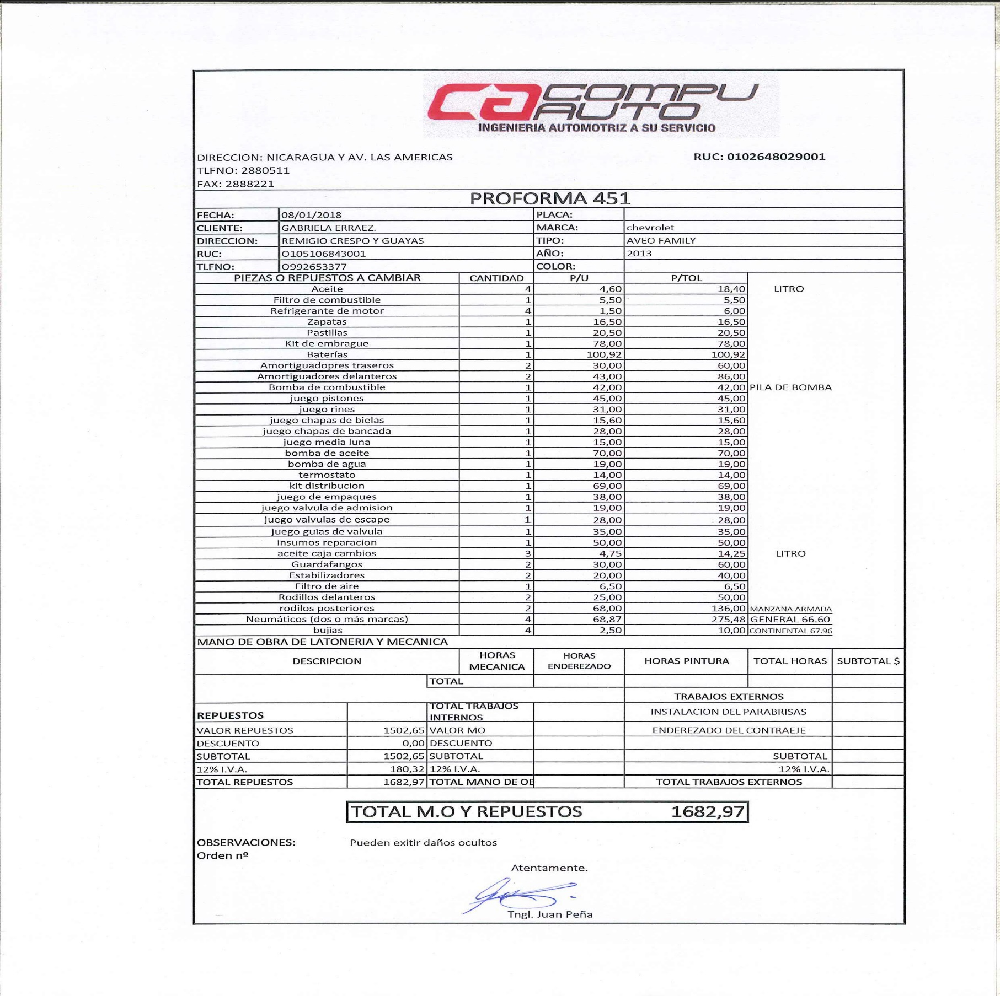 CA COMPU AUTO
INGENIERIA AUTOMOTRIZ A SU SERVICIO
DIRECCION: NICARAGUA Y AV. LAS AMERICAS RUC: 0102648029001
TLFNO: 2880511
FAX: 2888221
PROFORMA 451
FECHA: 08/01/2018 PLACA:
CLIENTE: GABRIELA ERRAEZ. MARCA: chevrolet
DIRECCION: REMIGIO CRESPO Y GUAYAS TIPO: AVEO FAMILY
RUC: O105106843001 AÑO: 2013
TLFNO: O992653377 COLOR:
PIEZAS O REPUESTOS A CAMBIAR CANTIDAD P/U P/TOL
Aceite 4 4,60 18,40 LITRO
Filtro de combustible 1 5,50 5,50
Refrigerante de motor 4 1,50 6,00
Zapatas 1 16,50 16,50
Pastillas 1 20,50 20,50
Kit de embrague 1 78,00 78,00
Baterías 1 100,92 100,92
Amortiguadopres traseros 2 30,00 60,00
Amortiguadores delanteros 2 43,00 86,00
Bomba de combustible 1 42,00 42,00 PILA DE BOMBA
juego pistones 1 45,00 45,00
juego rines 1 31,00 31,00
juego chapas de bielas 1 15,60 15,60
juego chapas de bancada 1 28,00 28,00
juego media luna 1 15,00 15,00
bomba de aceite 1 70,00 70,00
bomba de agua 1 19,00 19,00
termostato 1 14,00 14,00
kit distribucion 1 69,00 69,00
juego de empaques 1 38,00 38,00
juego valvula de admision 1 19,00 19,00
juego valvulas de escape 1 28,00 28,00
juego guias de valvula 1 35,00 35,00
insumos reparacion 1 50,00 50,00
aceite caja cambios 3 4,75 14,25 LITRO
Guardafangos 2 30,00 60,00
Estabilizadores 2 20,00 40,00
Filtro de aire 1 6,50 6,50
Rodillos delanteros 2 25,00 50,00
rodilos posteriores 2 68,00 136,00 MANZANA ARMADA
Neumáticos (dos o más marcas) 4 68,87 275,48 GENERAL 66.60
bujias 4 2,50 10,00 CONTINENTAL 67.96
MANO DE OBRA DE LATONERIA Y MECANICA
DESCRIPCION HORAS MECANICA HORAS ENDEREZADO HORAS PINTURA TOTAL HORAS SUBTOTAL $
TOTAL
TRABAJOS EXTERNOS
REPUESTOS TOTAL TRABAJOS INTERNOS INSTALACION DEL PARABRISAS
VALOR REPUESTOS 1502,65 VALOR MO ENDEREZADO DEL CONTRAEJE
DESCUENTO 0,00 DESCUENTO
SUBTOTAL 1502,65 SUBTOTAL SUBTOTAL
12% I.V.A. 180,32 12% I.V.A. 12% I.V.A.
TOTAL REPUESTOS 1682,97 TOTAL MANO DE OB TOTAL TRABAJOS EXTERNOS
TOTAL M.O Y REPUESTOS 1682,97
OBSERVACIONES: Pueden exitir daños ocultos
Orden nº
Atentamente.
Tngl. Juan Peña